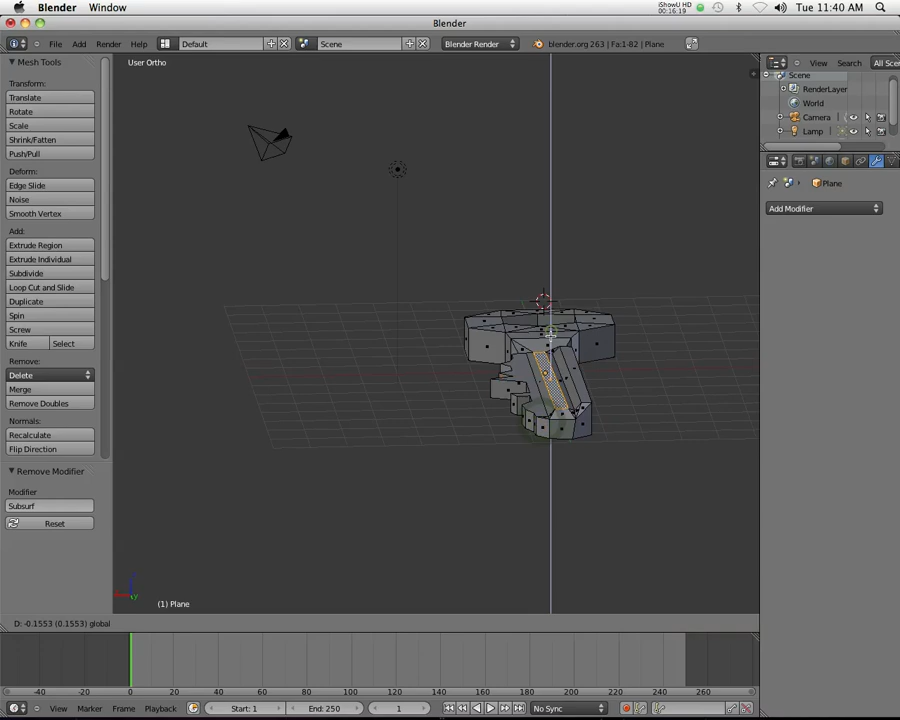 Blender Window
iShowU HD
00:16:19
Tue 11:40 AM
Blender
File Add Render Help
Default
Scene
Blender Render
blender.org 263 | Fa:1-82 | Plane
Mesh Tools
Transform:
Translate
Rotate
Scale
Shrink/Fatten
Push/Pull
Deform:
Edge Slide
Noise
Smooth Vertex
Add:
Extrude Region
Extrude Individual
Subdivide
Loop Cut and Slide
Duplicate
Spin
Screw
Knife Select
Remove:
Delete
Merge
Remove Doubles
Normals:
Recalculate
Flip Direction
Remove Modifier
Modifier
Subsurf
Reset
User Ortho
y
(1) Plane
D: -0.1553 (0.1553) global
View Search All Scen
Scene
RenderLayer
World
Camera
Lamp
Plane
Add Modifier
-40 -20 0 20 40 60 80 100 120 140 160 180 200 220 240 260
View Marker Frame Playback
Start: 1
End: 250
1
No Sync